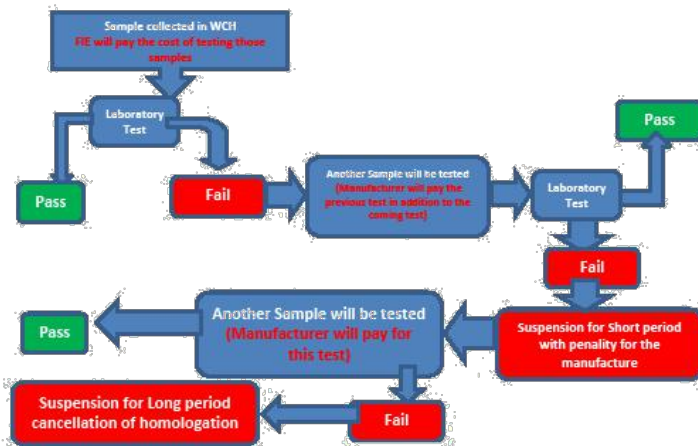 Sample collected in WCH
FIE will pay the cost of testing those
samples
Laboratory
Test
Pass
Fail
Another Sample will be tested
(Manufacturer will pay the
previous test in addition to the
coming test)
Laboratory
Test
Pass
Fail
Suspension for Short period
with penality for the
manufacture
Another Sample will be tested
(Manufacturer will pay for
this test)
Pass
Fail
Suspension for Long period
cancellation of homologation